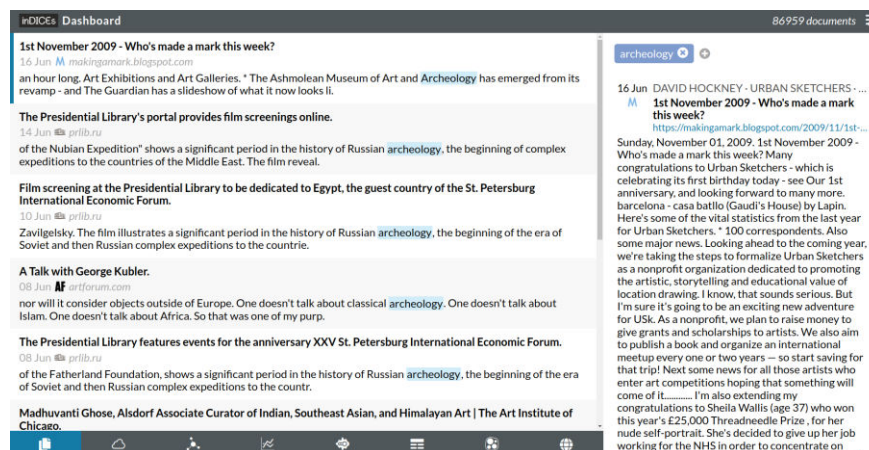 inDICEs Dashboard
86959 documents
1st November 2009 - Who's made a mark this week?
16 Jun M makingamark.blogspot.com
an hour long. Art Exhibitions and Art Galleries. * The Ashmolean Museum of Art and Archeology has emerged from its
revamp - and The Guardian has a slideshow of what it now looks li.
The Presidential Library's portal provides film screenings online.
14 Jun prlib.ru
of the Nubian Expedition" shows a significant period in the history of Russian archeology, the beginning of complex
expeditions to the countries of the Middle East. The film reveal.
Film screening at the Presidential Library to be dedicated to Egypt, the guest country of the St. Petersburg
International Economic Forum.
10 Jun prlib.ru
Zavilgelsky. The film illustrates a significant period in the history of Russian archeology, the beginning of the era of
Soviet and then Russian complex expeditions to the countrie.
A Talk with George Kubler.
08 Jun AF artforum.com
nor will it consider objects outside of Europe. One doesn't talk about classical archeology. One doesn't talk about
Islam. One doesn't talk about Africa. So that was one of my purp.
The Presidential Library features events for the anniversary XXV St. Petersburg International Economic Forum.
08 Jun prlib.ru
of the Fatherland Foundation, shows a significant period in the history of Russian archeology, the beginning of the era
of Soviet and then Russian complex expeditions to the countr.
Madhuvanti Ghose, Alsdorf Associate Curator of Indian, Southeast Asian, and Himalayan Art | The Art Institute of
Chicago.
archeology
16 Jun DAVID HOCKNEY - URBAN SKETCHERS - ...
M 1st November 2009 - Who's made a mark
this week?
https://makingamark.blogspot.com/2009/11/1st-...
Sunday, November 01, 2009. 1st November 2009 -
Who's made a mark this week? Many
congratulations to Urban Sketchers - which is
celebrating its first birthday today - see Our 1st
anniversary, and looking forward to many more.
barcelona - casa batllo (Gaudi's House) by Lapin.
Here's some of the vital statistics from the last year
for Urban Sketchers. * 100 correspondents. Also
some major news. Looking ahead to the coming year,
we're taking the steps to formalize Urban Sketchers
as a nonprofit organization dedicated to promoting
the artistic, storytelling and educational value of
location drawing. I know, that sounds serious. But
I'm sure it's going to be an exciting new adventure
for USk. As a nonprofit, we plan to raise money to
give grants and scholarships to artists. We also aim
to publish a book and organize an international
meetup every one or two years — so start saving for
that trip! Next some news for all those artists who
enter art competitions hoping that something will
come of it........... I'm also extending my
congratulations to Sheila Wallis (age 37) who won
this year's £25,000 Threadneedle Prize , for her
nude self-portrait. She's decided to give up her job
working for the NHS in order to concentrate on